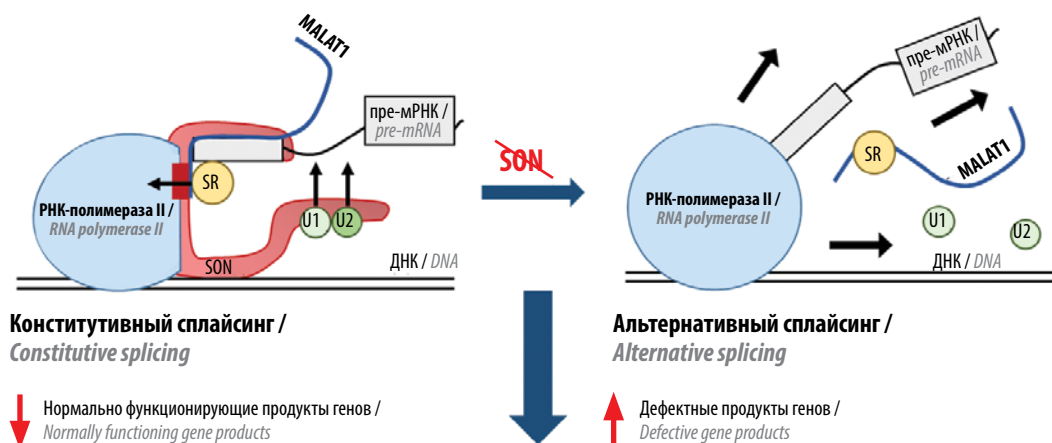 MALAT1
пре-мРНК /
pre-mRNA
SR
РНК-полимераза II /
RNA polymerase II
U1
U2
SON
ДНК / DNA
Конститутивный сплайсинг /
Constitutive splicing
Нормально функционирующие продукты генов /
Normally functioning gene products
SON
пре-мРНК /
pre-mRNA
SR
MALAT1
РНК-полимераза II /
RNA polymerase II
U1
U2
ДНК / DNA
Альтернативный сплайсинг /
Alternative splicing
Дефектные продукты генов /
Defective gene products